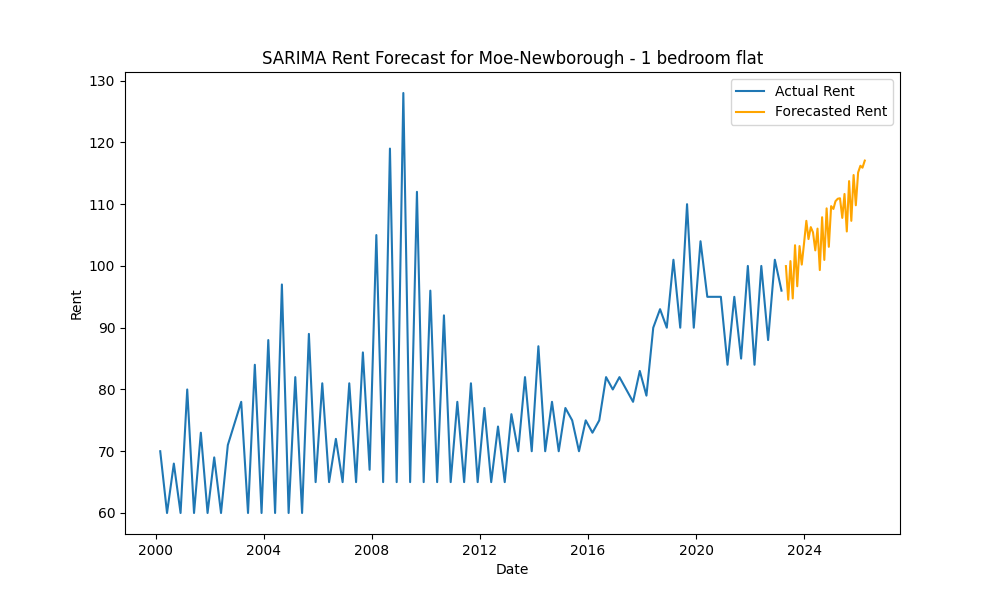 SARIMA Rent Forecast for Moe-Newborough - 1 bedroom flat
Actual Rent
Forecasted Rent
130
120
110
100
90
80
70
60
Rent
2000 2004 2008 2012 2016 2020 2024
Date